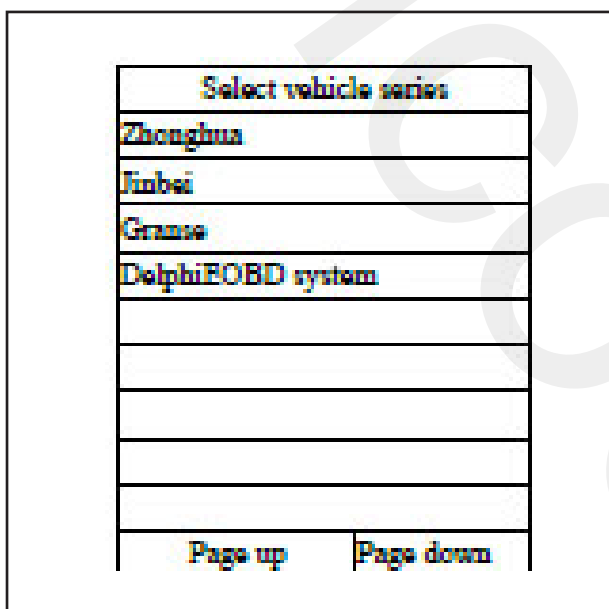 Select vehicle series
Zhonghua
Jinbei
Granse
DelphiEOBD system
Page up Page down